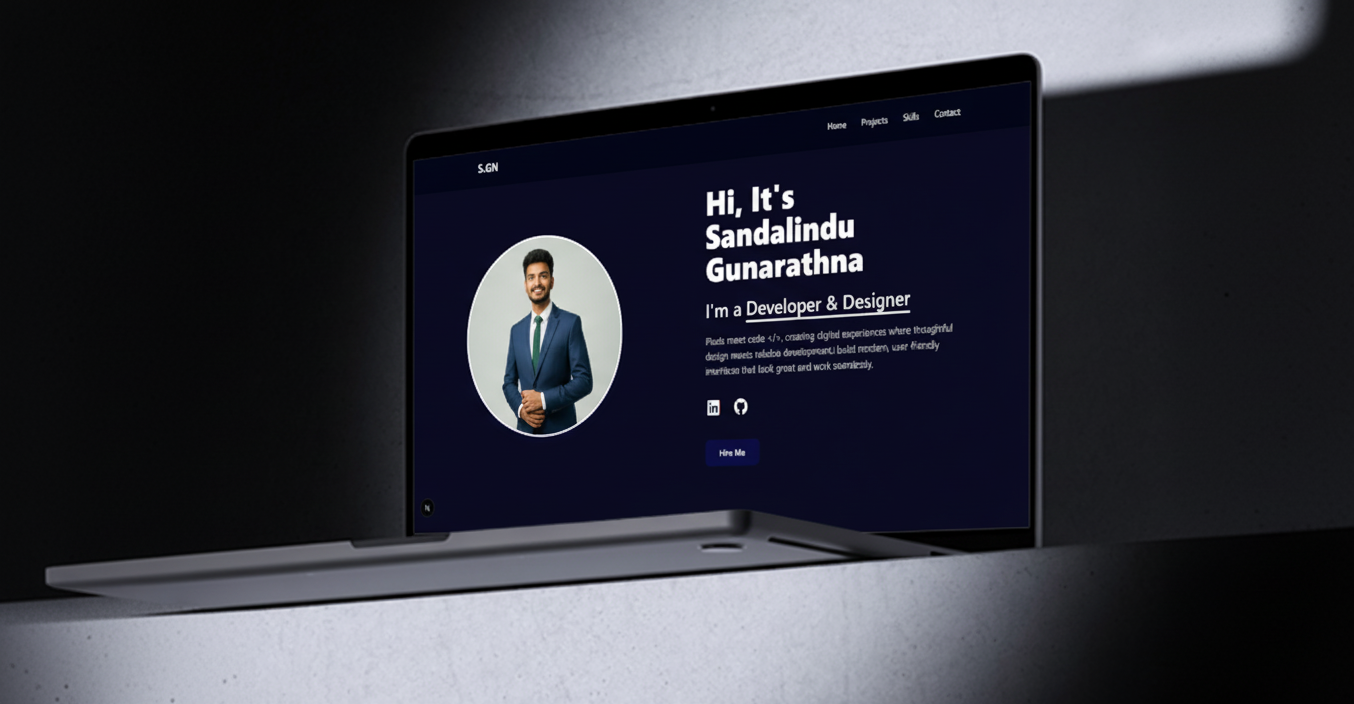 Home Projects Skills Contact
S.GN
Hi, It's
Sandalindu
Gunarathna
I'm a Developer & Designer
Pixels meet code </>, creating digital experiences where thoughtful
design meets reliable development,I build modern, user-friendly
interfaces that look great and work seamlessly.
in
Hire Me
N